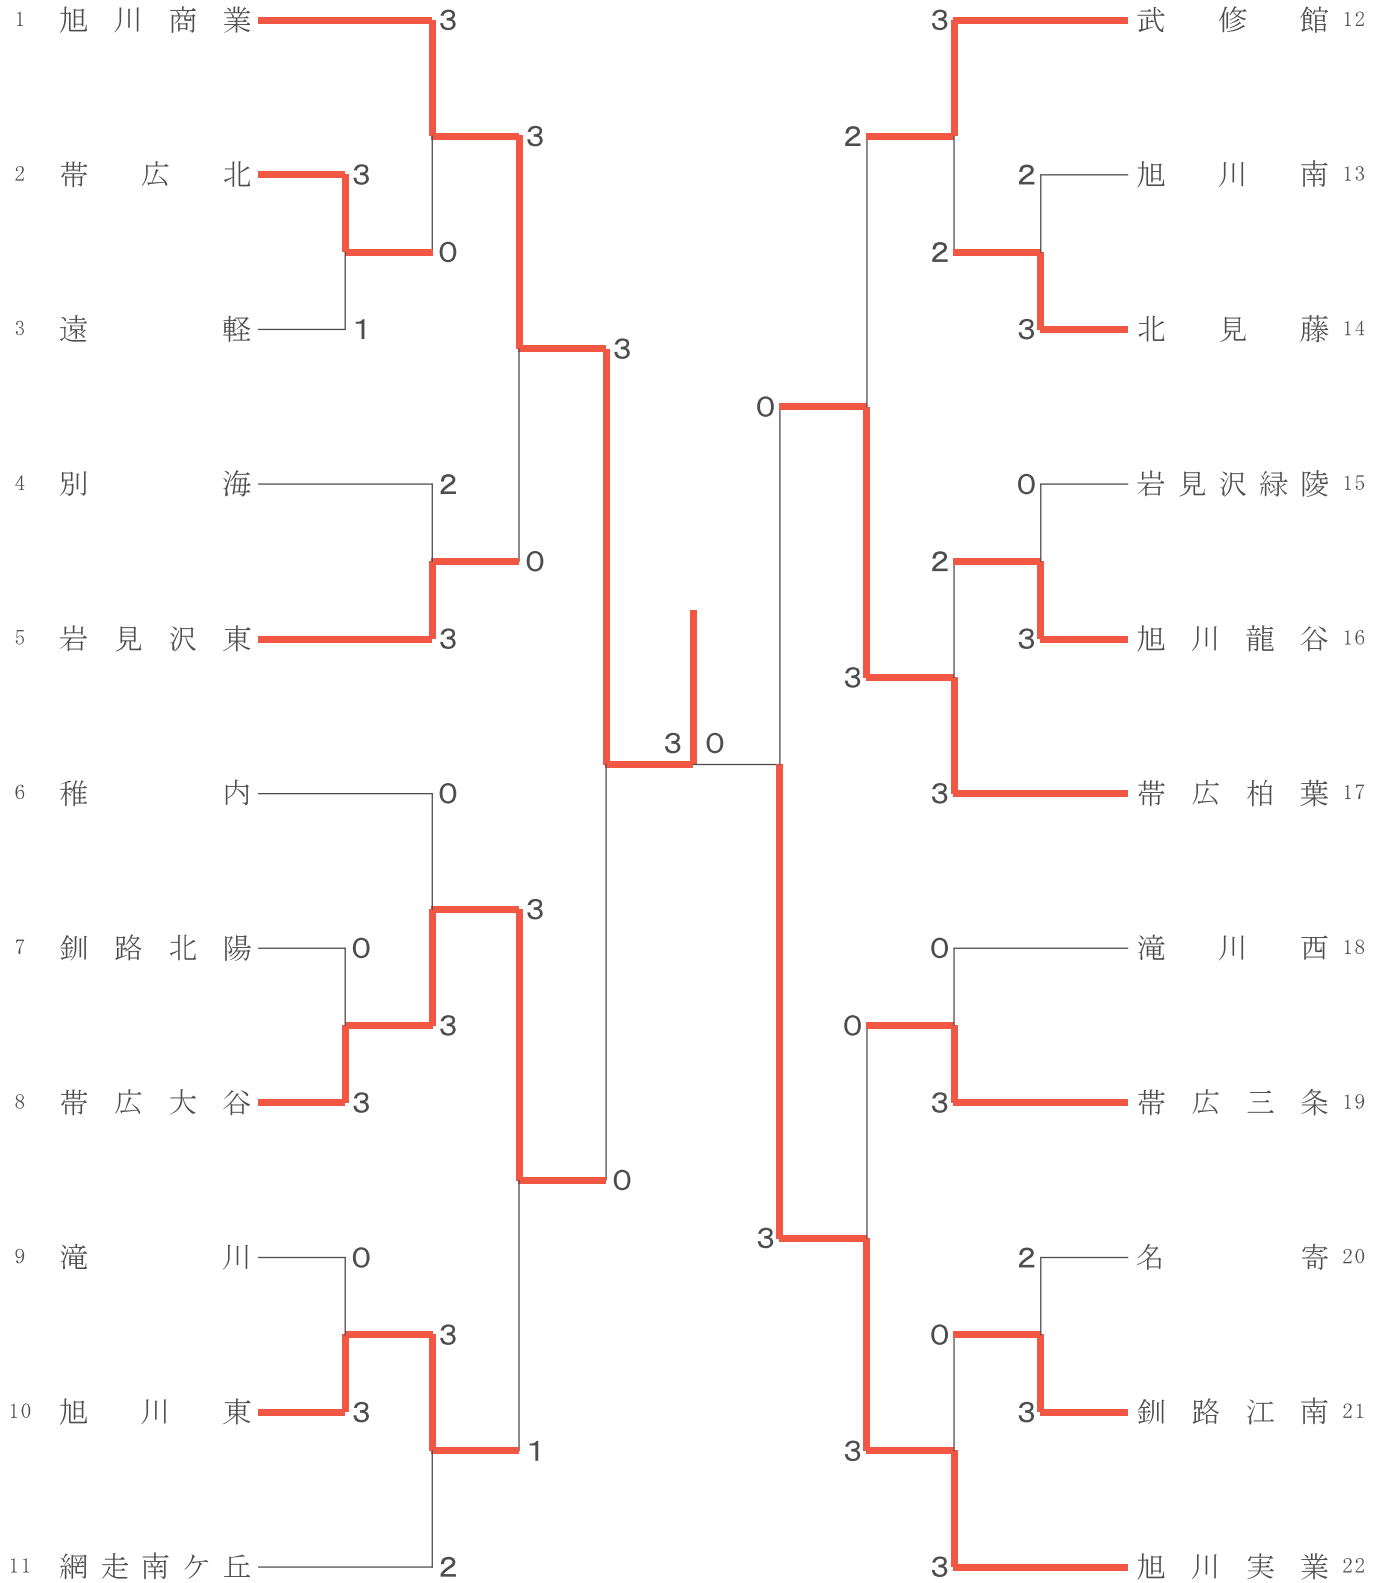 1 旭川商業 3 3 武修館 12
3 2
2 帯広北 3 2 旭川南 13
0 2
3 遠軽 1 3 北見藤 14
3
0
4 別海 2 0 岩見沢緑陵 15
0 2
5 岩見沢東 3 3 旭川龍谷 16
3
3 0
6 稚内 0 3 帯広柏葉 17
3
7 釧路北陽 0 0 滝川西 18
3 0
8 帯広大谷 3 3 帯広三条 19
0
3
9 滝川 0 2 名寄 20
3 0
10 旭川東 3 3 釧路江南 21
1 3
11 網走南ケ丘 2 3 旭川実業 22